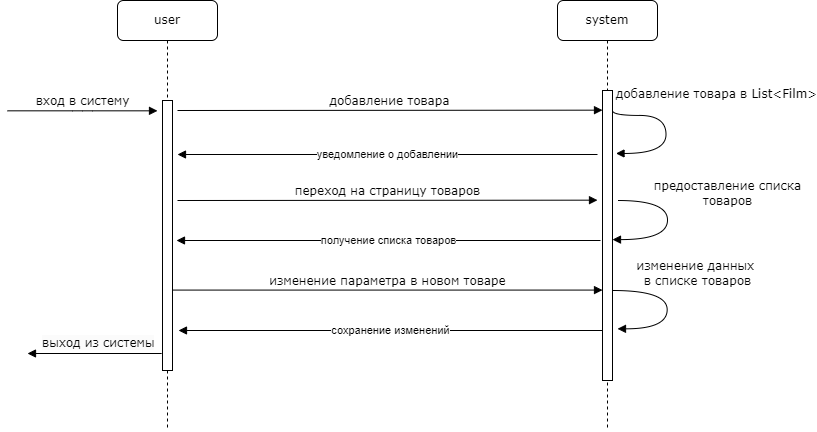 user
system
вход в систему
добавление товара
добавление товара в List<Film>
уведомление о добавлении
переход на страницу товаров
предоставление списка
товаров
получение списка товаров
изменение параметра в новом товаре
изменение данных
в списке товаров
сохранение изменений
выход из системы